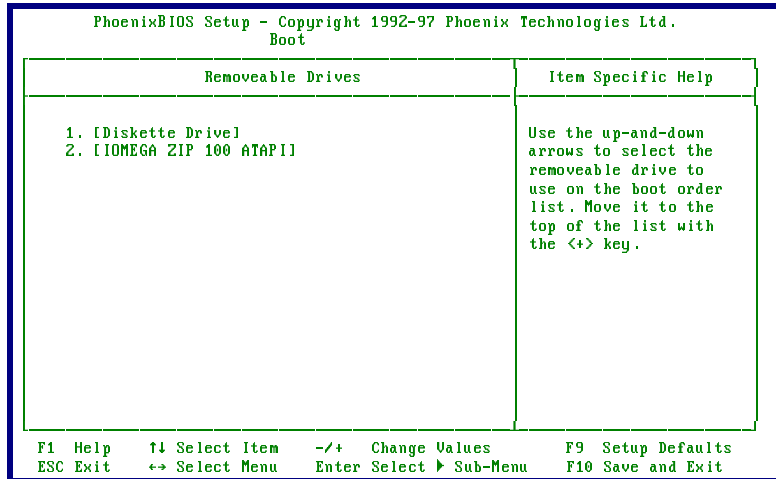 PhoenixBIOS Setup - Copyright 1992-97 Phoenix Technologies Ltd.
Boot
Removeable Drives
Item Specific Help
1. [Diskette Drive]
2. [IOMEGA ZIP 100 ATAPI]
Use the up-and-down
arrows to select the
removeable drive to
use on the boot order
list. Move it to the
top of the list with
the <+> key.
F1 Help ↑↓ Select Item -/+ Change Values F9 Setup Defaults
ESC Exit ↔ Select Menu Enter Select ▶ Sub-Menu F10 Save and Exit